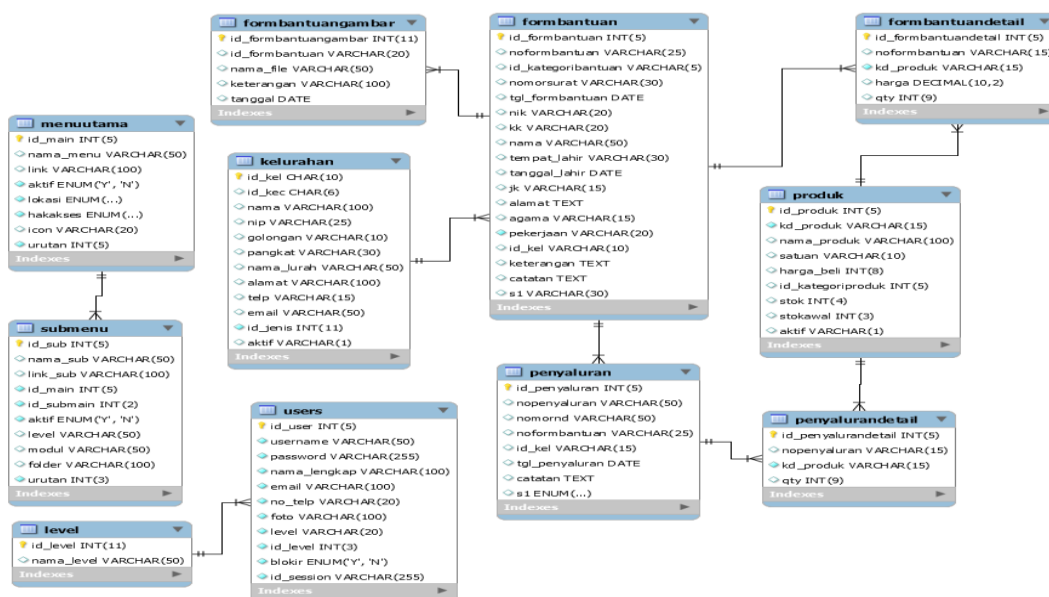 formbantuangambar
id_formbantuangambar INT(11)
id_formbantuan VARCHAR(20)
nama_file VARCHAR(50)
keterangan VARCHAR(100)
tanggal DATE
Indexes
formbantuan
id_formbantuan INT(5)
noformbantuan VARCHAR(25)
id_kategoribantuan VARCHAR(5)
nomorsurat VARCHAR(30)
tgl_formbantuan DATE
nik VARCHAR(20)
kk VARCHAR(20)
nama VARCHAR(50)
tempat_lahir VARCHAR(30)
tanggal_lahir DATE
jk VARCHAR(15)
alamat TEXT
agama VARCHAR(15)
pekerjaan VARCHAR(20)
id_kel VARCHAR(10)
keterangan TEXT
catatan TEXT
s1 VARCHAR(30)
Indexes
formbantuandetail
id_formbantuandetail INT(5)
noformbantuan VARCHAR(15)
kd_produk VARCHAR(15)
harga DECIMAL(10,2)
qty INT(9)
Indexes
menuutama
id_main INT(5)
nama_menu VARCHAR(50)
link VARCHAR(100)
aktif ENUM('Y', 'N')
lokasi ENUM(...)
hakakses ENUM(...)
icon VARCHAR(20)
urutan INT(5)
Indexes
kelurahan
id_kel CHAR(10)
id_kec CHAR(6)
nama VARCHAR(100)
nip VARCHAR(25)
golongan VARCHAR(10)
pangkat VARCHAR(30)
nama_lurah VARCHAR(50)
alamat VARCHAR(100)
telp VARCHAR(15)
email VARCHAR(50)
id_jenis INT(11)
aktif VARCHAR(1)
Indexes
produk
id_produk INT(5)
kd_produk VARCHAR(15)
nama_produk VARCHAR(100)
satuan VARCHAR(10)
harga_beli INT(8)
id_kategoriproduk INT(5)
stok INT(4)
stokawal INT(3)
aktif VARCHAR(1)
Indexes
submenu
id_sub INT(5)
nama_sub VARCHAR(50)
link_sub VARCHAR(100)
id_main INT(5)
id_submain INT(2)
aktif ENUM('Y', 'N')
level VARCHAR(50)
modul VARCHAR(50)
folder VARCHAR(100)
urutan INT(3)
Indexes
users
id_user INT(5)
username VARCHAR(50)
password VARCHAR(255)
nama_lengkap VARCHAR(100)
email VARCHAR(100)
no_telp VARCHAR(20)
foto VARCHAR(100)
level VARCHAR(20)
id_level INT(3)
blokir ENUM('Y', 'N')
id_session VARCHAR(255)
Indexes
penyaluran
id_penyaluran INT(5)
nopenyaluran VARCHAR(50)
nomornd VARCHAR(50)
noformbantuan VARCHAR(25)
id_kel VARCHAR(15)
tgl_penyaluran DATE
catatan TEXT
s1 ENUM(...)
Indexes
penyalurandetail
id_penyalurandetail INT(5)
nopenyaluran VARCHAR(15)
kd_produk VARCHAR(15)
qty INT(9)
Indexes
level
id_level INT(11)
nama_level VARCHAR(50)
Indexes